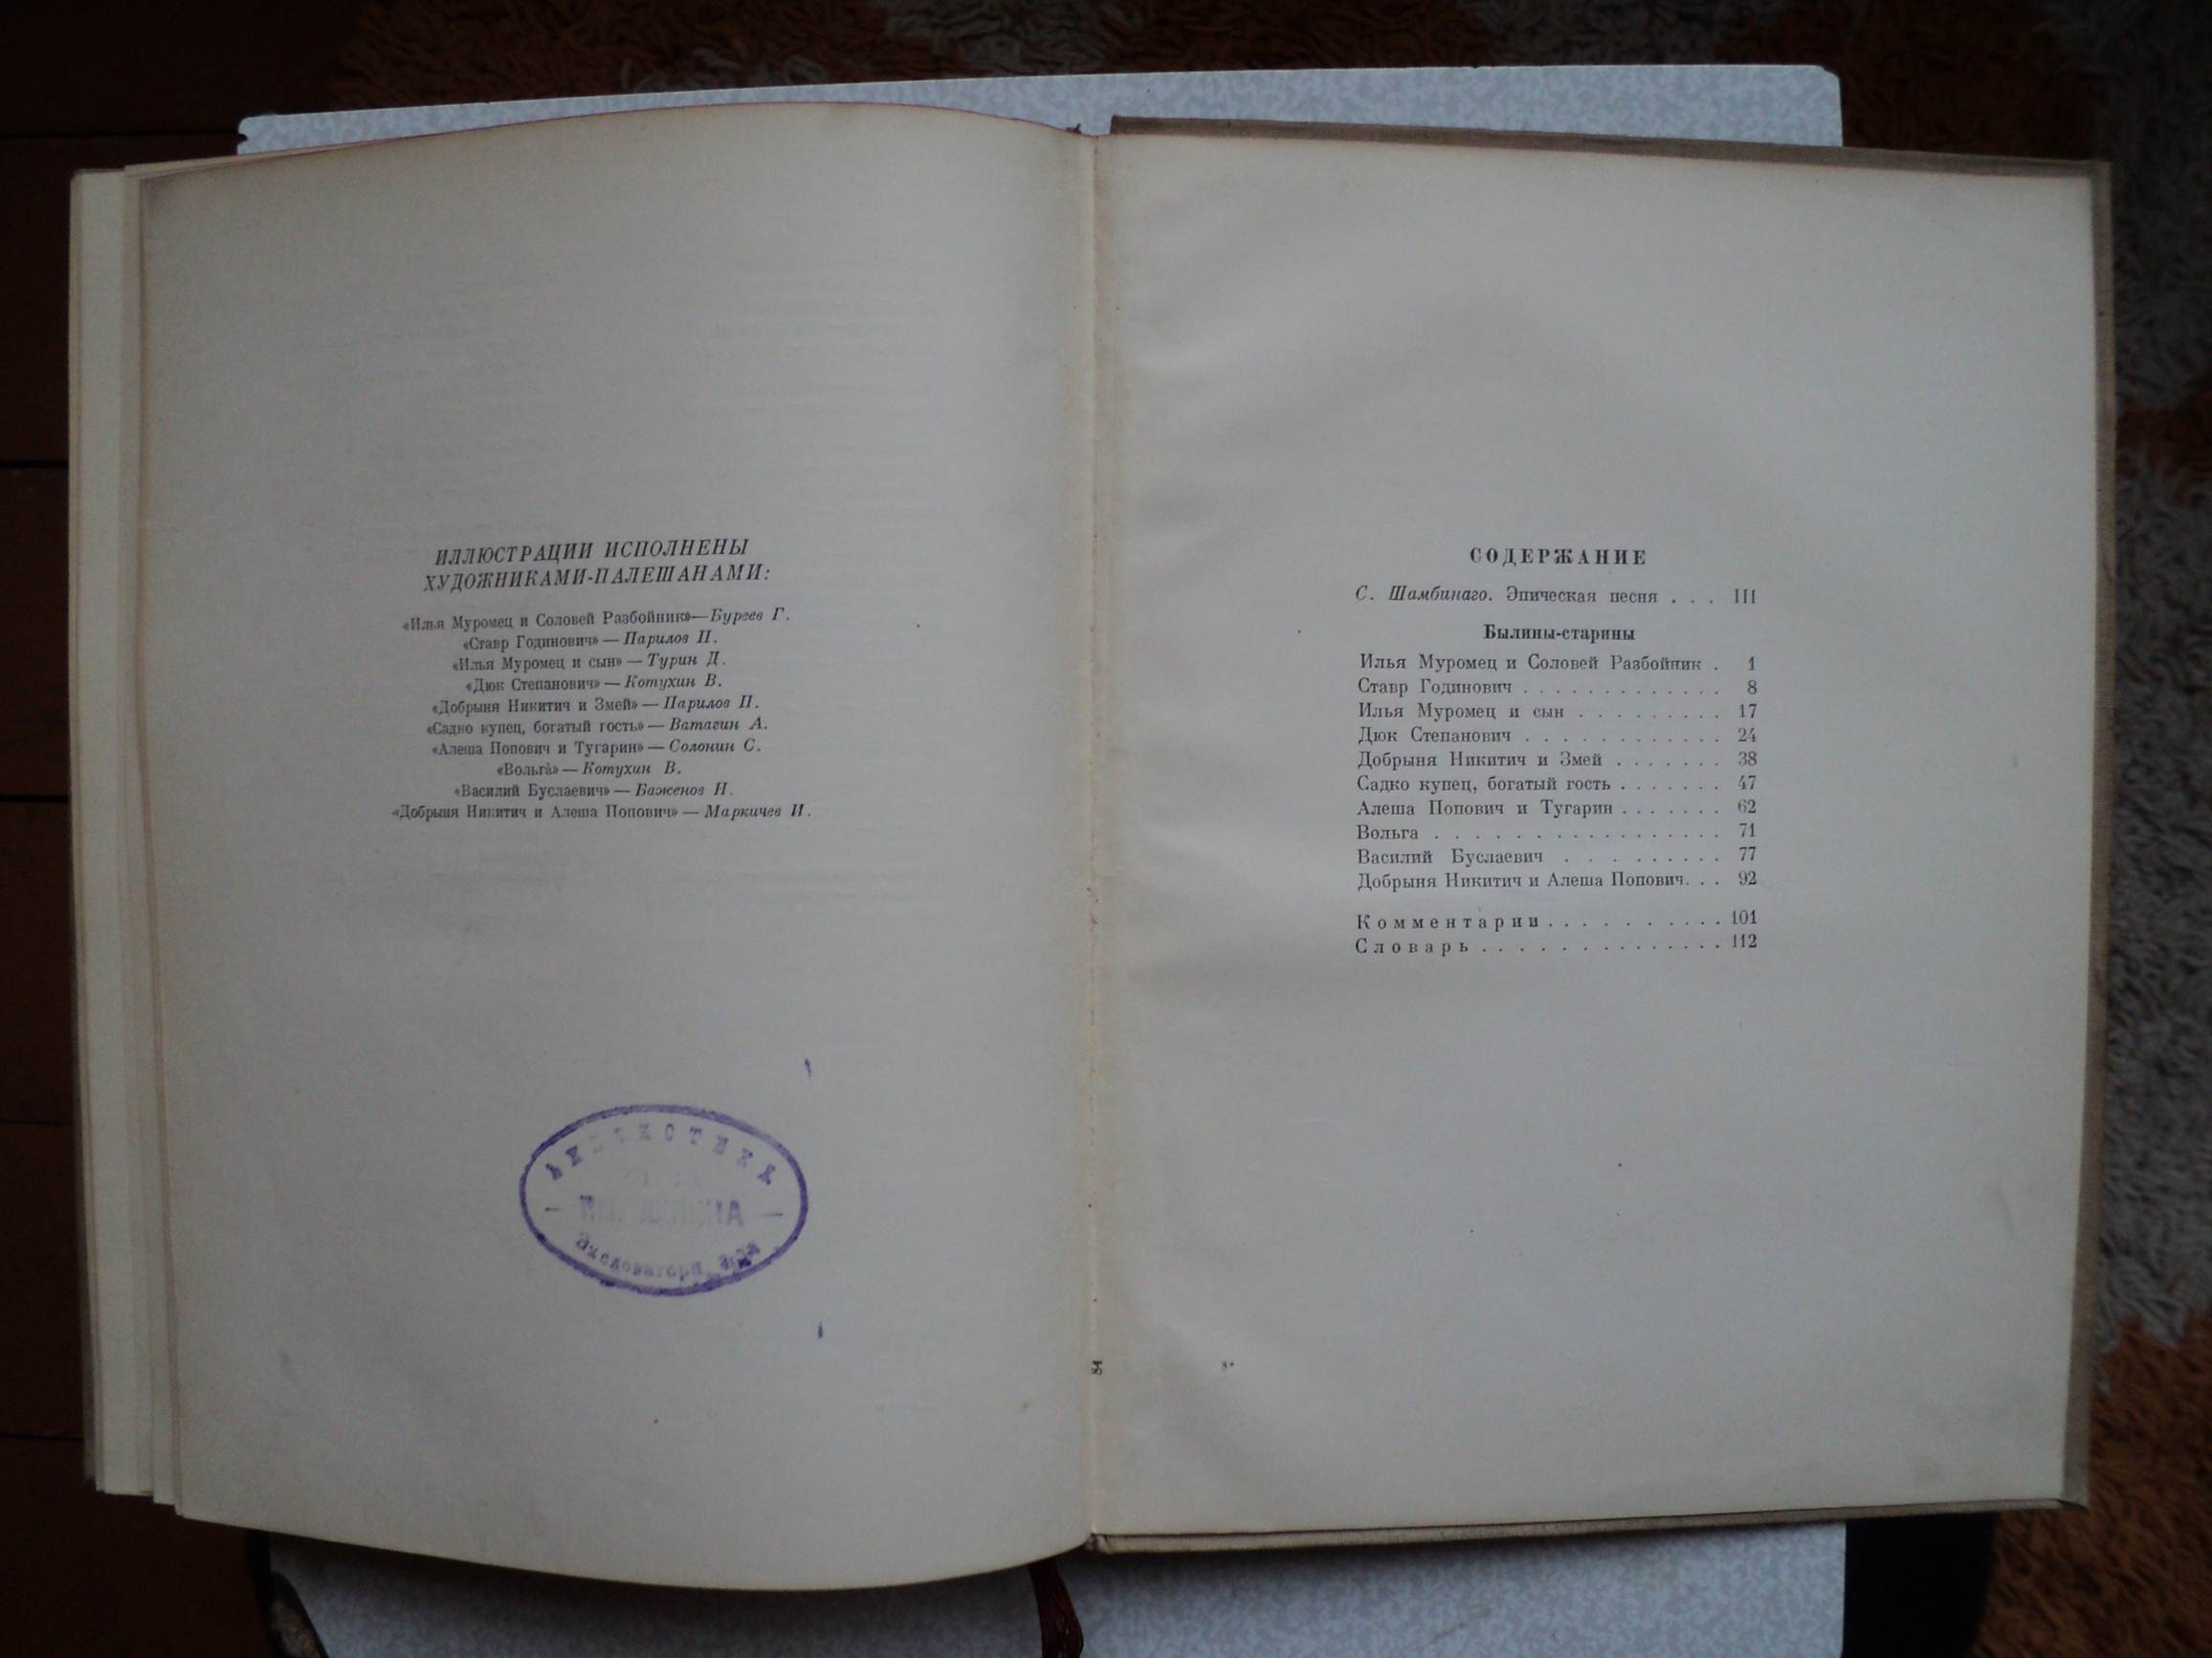 ИЛЛЮСТРАЦИИ ИСПОЛНЕНЫ
ХУДОЖНИКАМИ-ПАЛЕШАНАМИ:
«Илья Муромец и Соловей Разбойник»—Буреев Г.
«Ставр Годинович» — Парилов П.
«Илья Муромец и сын» — Турин Д.
«Дюк Степанович» — Котухин В.
«Добрыня Никитич и Змей» — Парилов П.
«Садко купец, богатый гость» — Ватагин А.
«Алеша Попович и Тугарин» — Солонин С.
«Вольга» — Котухин В.
«Василий Буслаевич» — Баженов П.
«Добрыня Никитич и Алеша Попович» — Маркичев И.
БИБЛИОТЕКА
СОДЕРЖАНИЕ
С. Шамбинаго. Эпическая песня . . . III
Былины-старины
Илья Муромец и Соловей Разбойник . 1
Ставр Годинович . . . . . . . . . . . . . 8
Илья Муромец и сын . . . . . . . . . 17
Дюк Степанович . . . . . . . . . . . . 24
Добрыня Никитич и Змей . . . . . . . 38
Садко купец, богатый гость . . . . . . . 47
Алеша Попович и Тугарин . . . . . . . 62
Вольга . . . . . . . . . . . . . . . . . 71
Василий Буслаевич . . . . . . . . . 77
Добрыня Никитич и Алеша Попович. . . 92
Комментарии . . . . . . . . . . . 101
Словарь . . . . . . . . . . . . . . . 112
84
8*